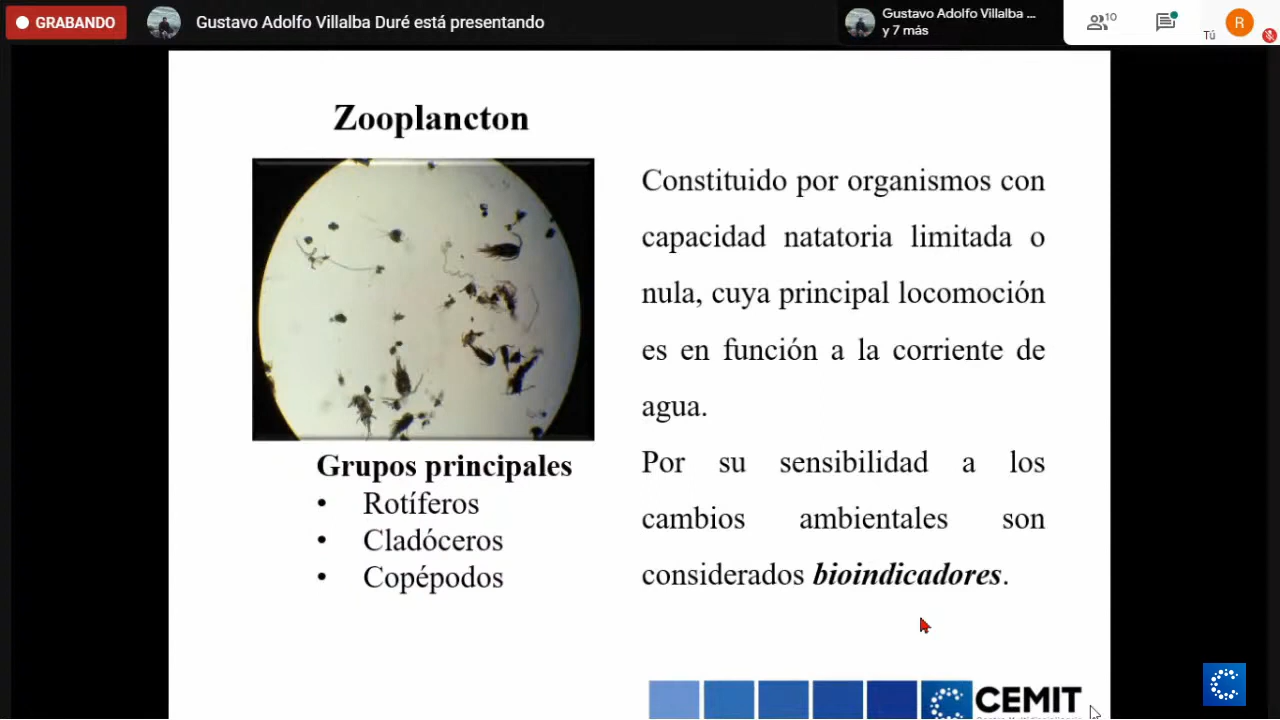 GRABANDO
Gustavo Adolfo Villalba Duré está presentando
Gustavo Adolfo Villalba ...
y 7 más
10
Tú
R
Zooplancton
Constituido por organismos con
capacidad natatoria limitada o
nula, cuya principal locomoción
es en función a la corriente de
agua.
Por su sensibilidad a los
cambios ambientales son
considerados bioindicadores.
Grupos principales
• Rotíferos
• Cladóceros
• Copépodos
CEMIT